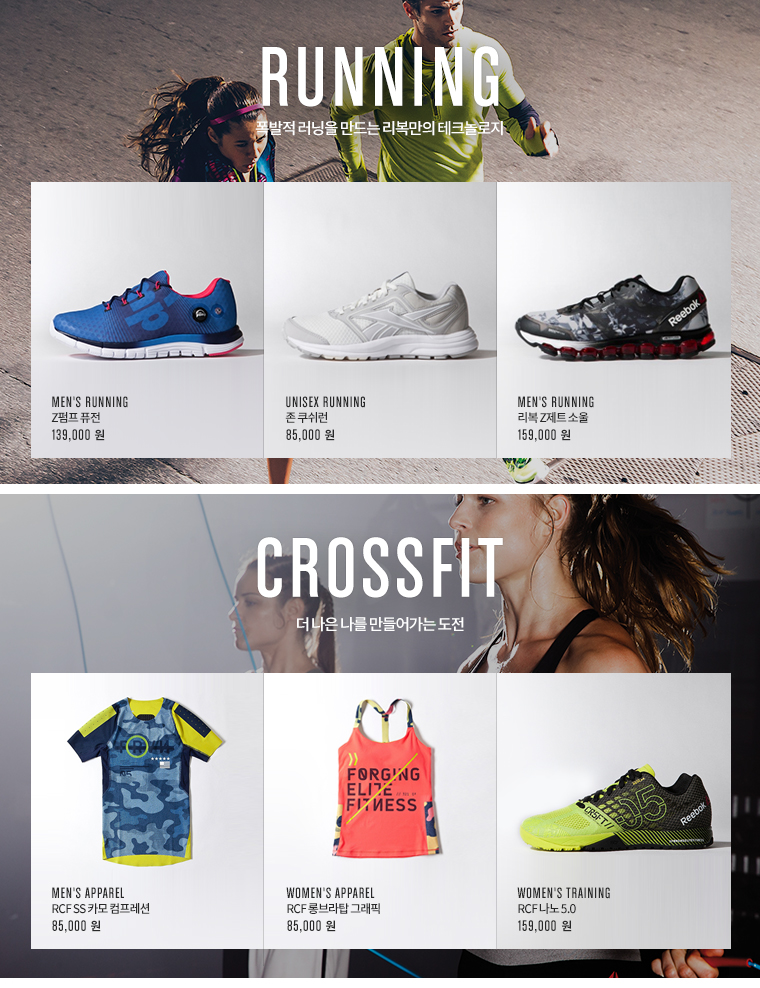 RUNNING
폭발적 러닝을 만드는 리복만의 테크놀로지
Reebok
MEN'S RUNNING
Z펌프 퓨전
139,000 원
UNISEX RUNNING
존 쿠쉬런
85,000 원
MEN'S RUNNING
리복 Z제트 소울
159,000 원
CROSSFIT
더 나은 나를 만들어가는 도전
FORGING
ELITE
FITNESS
CRSFIT
Reebok
MEN'S APPAREL
RCF SS 카모 컴프레션
85,000 원
WOMEN'S APPAREL
RCF 롱브라탑 그래픽
85,000 원
WOMEN'S TRAINING
RCF 나노 5.0
159,000 원